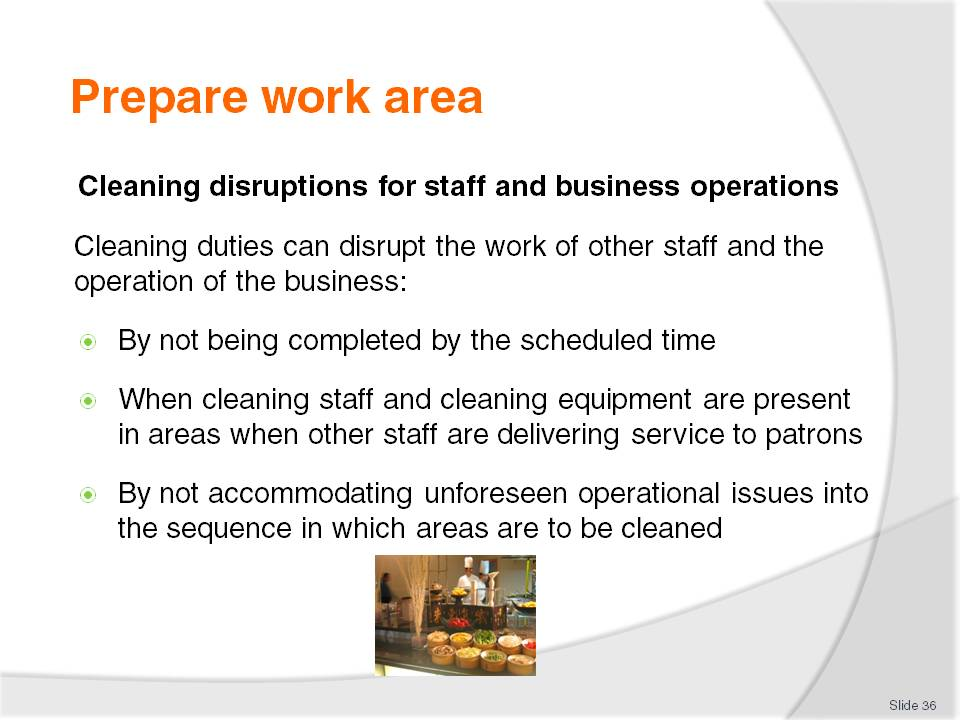 Prepare work area
Cleaning disruptions for staff and business operations
Cleaning duties can disrupt the work of other staff and the
operation of the business:
By not being completed by the scheduled time
When cleaning staff and cleaning equipment are present
in areas when other staff are delivering service to patrons
By not accommodating unforeseen operational issues into
the sequence in which areas are to be cleaned
Slide 36